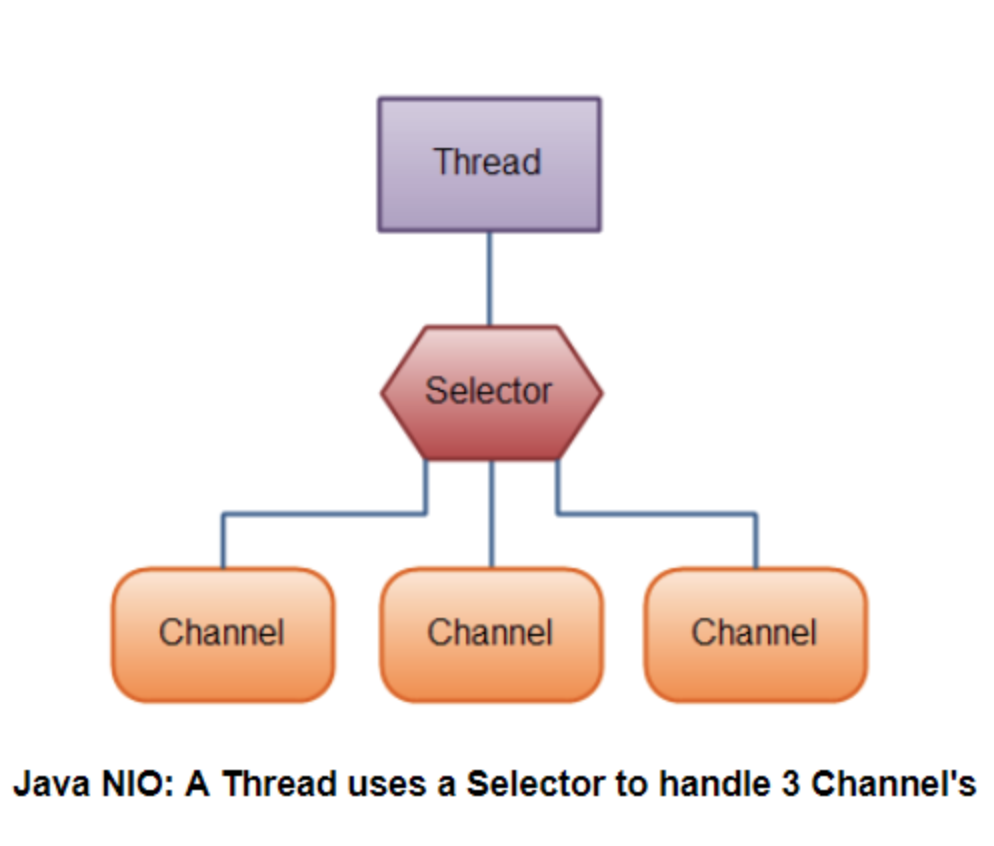 Thread
Selector
Channel Channel Channel
Java NIO: A Thread uses a Selector to handle 3 Channel's